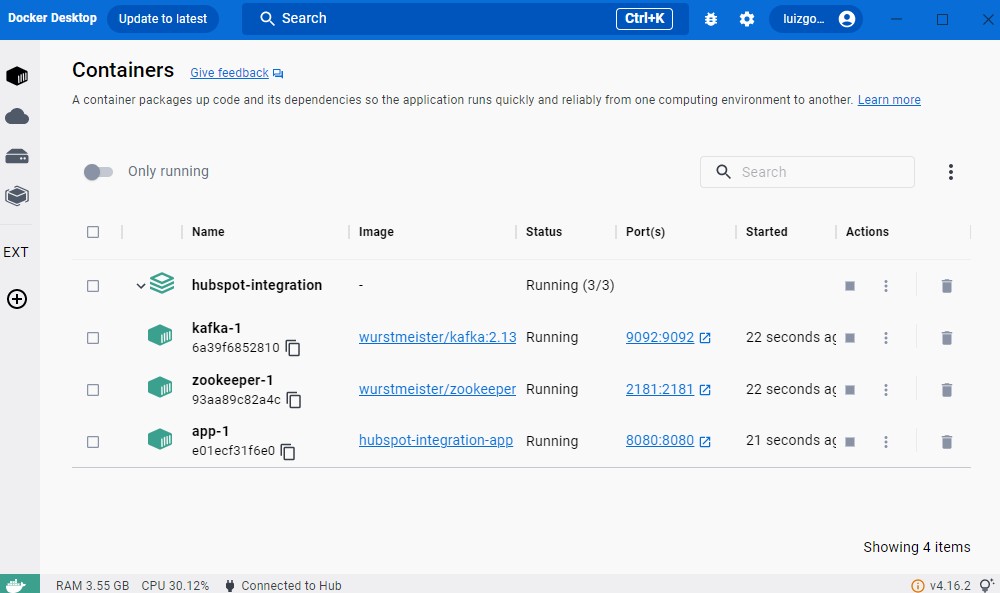 Docker Desktop Update to latest Search Ctrl+K luizgo...
Containers Give feedback
A container packages up code and its dependencies so the application runs quickly and reliably from one computing environment to another. Learn more
Only running Search
Name Image Status Port(s) Started Actions
EXT
hubspot-integration - Running (3/3)
kafka-1
6a39f6852810 wurstmeister/kafka:2.13 Running 9092:9092 22 seconds ag
zookeeper-1
93aa89c82a4c wurstmeister/zookeeper Running 2181:2181 22 seconds ag
app-1
e01ecf31f6e0 hubspot-integration-app Running 8080:8080 21 seconds ag
Showing 4 items
RAM 3.55 GB CPU 30.12% Connected to Hub v4.16.2